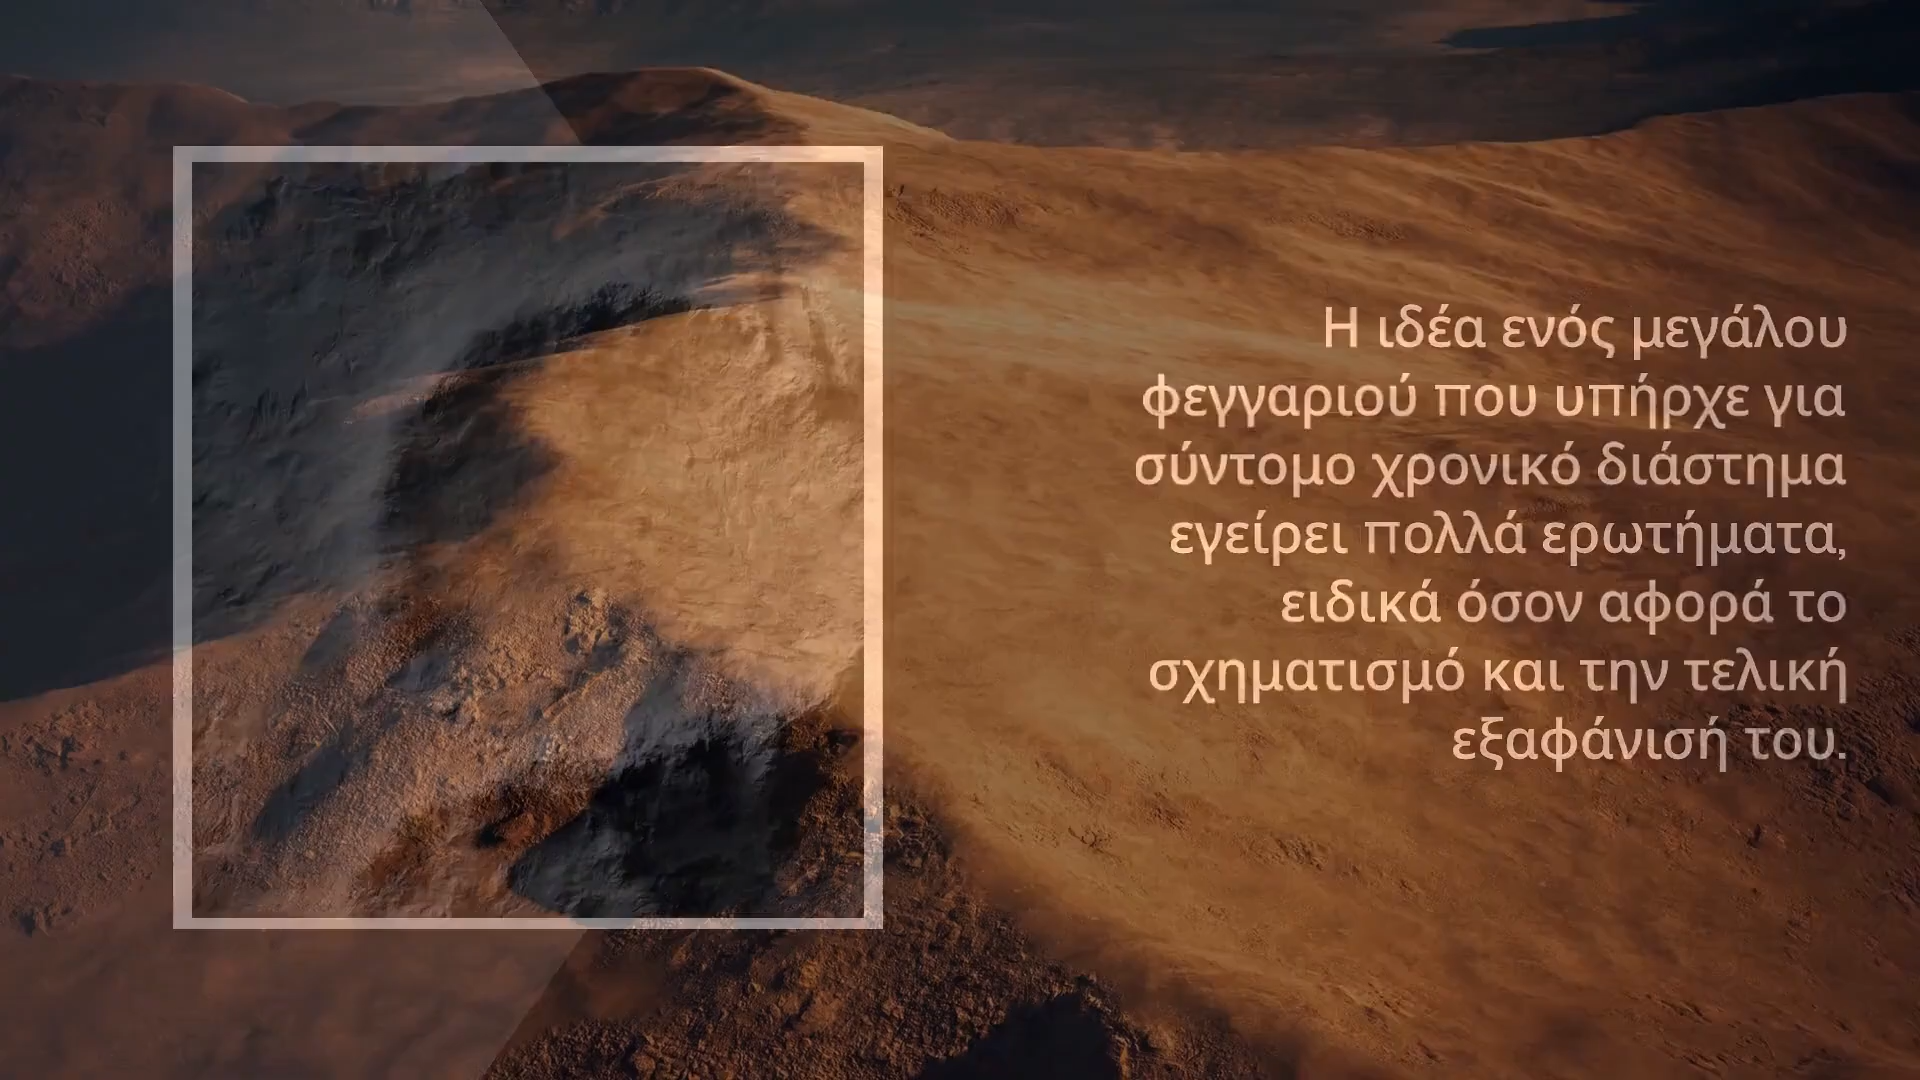 Η ιδέα ενός μεγάλου
φεγγαριού που υπήρχε για
σύντομο χρονικό διάστημα
εγείρει πολλά ερωτήματα,
ειδικά όσον αφορά το
σχηματισμό και την τελική
εξαφάνισή του.